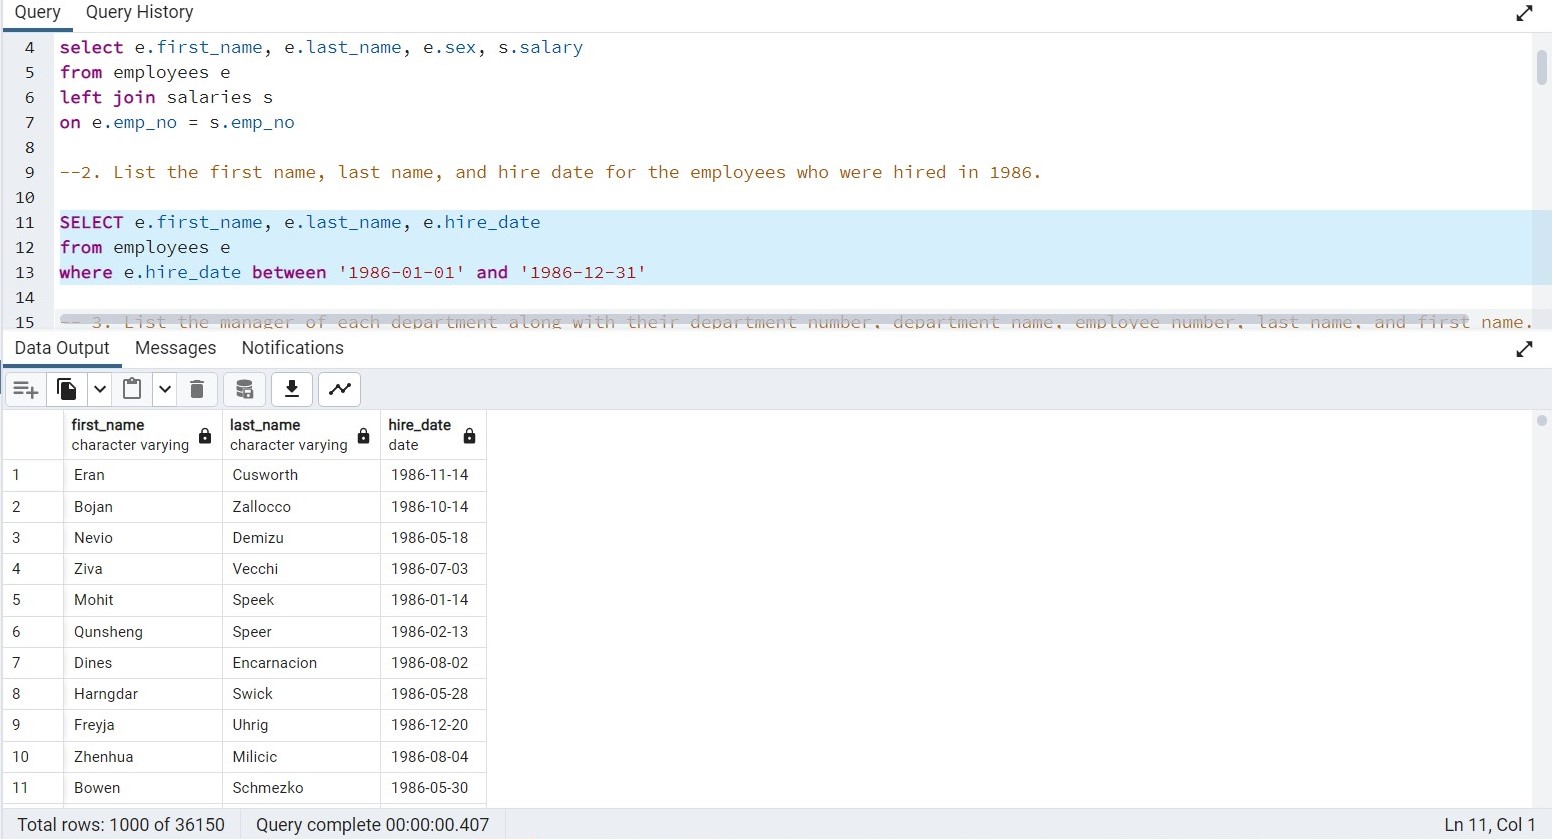 Query Query History
4 select e.first_name, e.last_name, e.sex, s.salary
5 from employees e
6 left join salaries s
7 on e.emp_no = s.emp_no
8
9 --2. List the first name, last name, and hire date for the employees who were hired in 1986.
10
11 SELECT e.first_name, e.last_name, e.hire_date
12 from employees e
13 where e.hire_date between '1986-01-01' and '1986-12-31'
14
15 -- 3. List the manager of each department along with their department number, department name, employee number, last name, and first name.
Data Output Messages Notifications
first_name last_name hire_date
character varying character varying date
1 Eran Cusworth 1986-11-14
2 Bojan Zallocco 1986-10-14
3 Nevio Demizu 1986-05-18
4 Ziva Vecchi 1986-07-03
5 Mohit Speek 1986-01-14
6 Qunsheng Speer 1986-02-13
7 Dines Encarnacion 1986-08-02
8 Harngdar Swick 1986-05-28
9 Freyja Uhrig 1986-12-20
10 Zhenhua Milicic 1986-08-04
11 Bowen Schmezko 1986-05-30
Total rows: 1000 of 36150 Query complete 00:00:00.407 Ln 11, Col 1